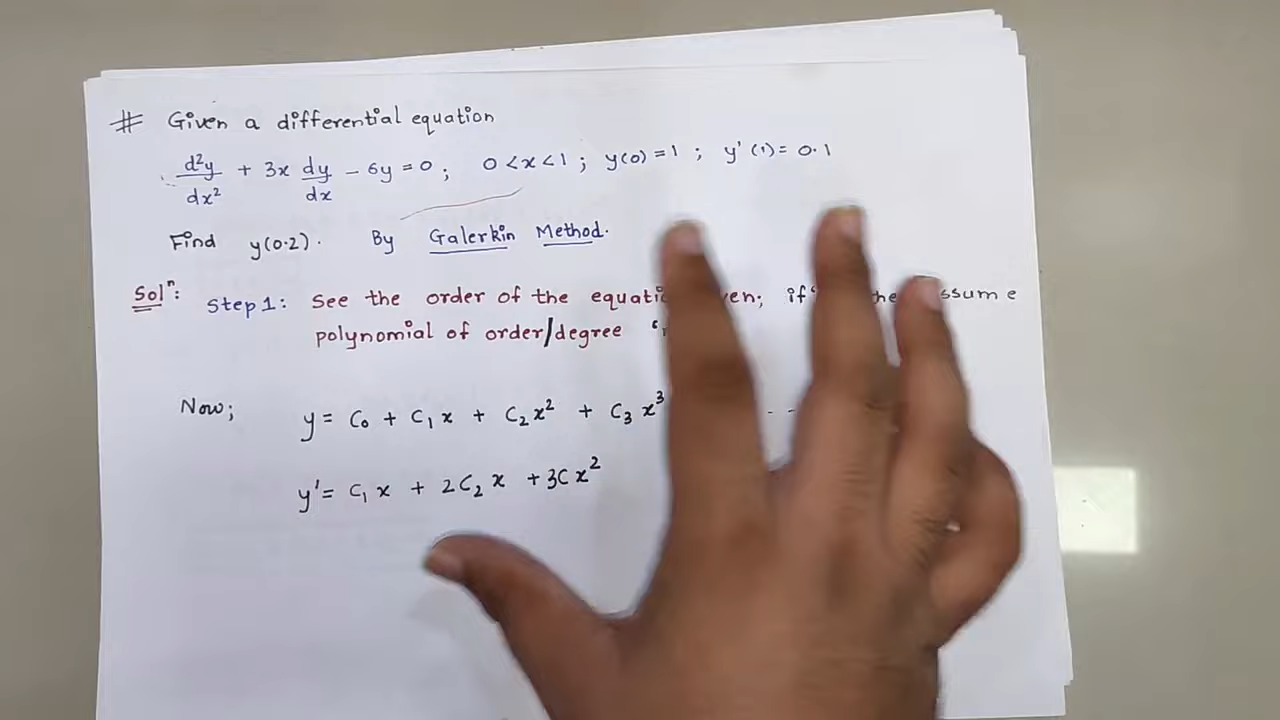 # Given a differential equation
d²y/dx² + 3x dy/dx - 6y = 0 ; 0 < x < 1 ; y(0) = 1 ; y'(1) = 0.1
Find y(0.2). By Galerkin Method.
Solⁿ: Step 1: See the order of the ; if
polynomial of order/degree
Now; y = C₀ + C₁x + C₂x² + C₃x³
y' = C₁x + 2C₂x + 3Cx²